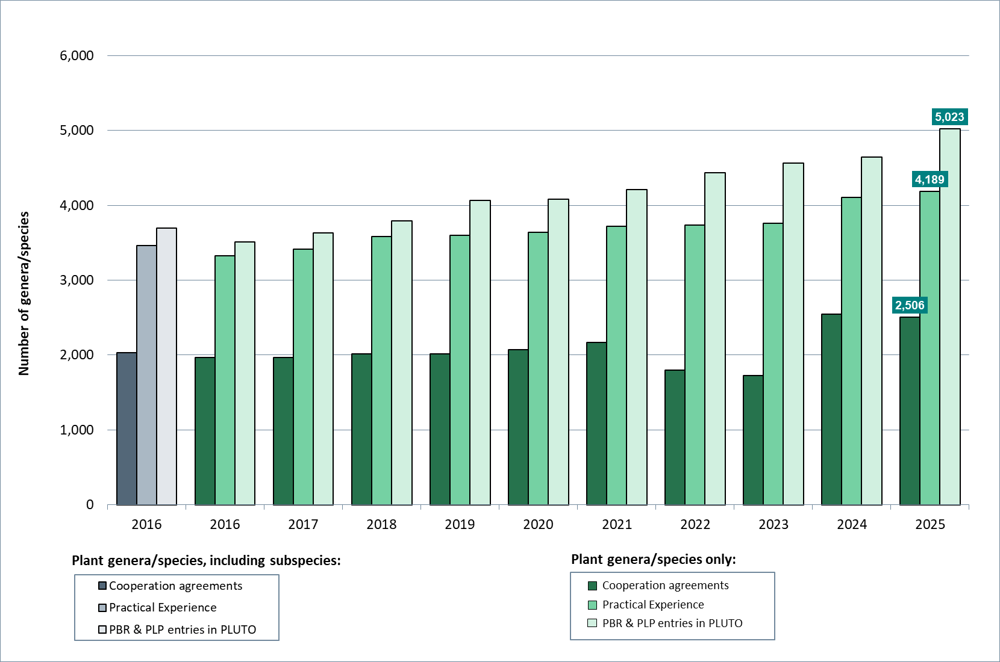 6,000
5,000
4,000
3,000
2,000
1,000
0
Number of genera/species
5,023
4,189
2,506
2016
2016
2017
2018
2019
2020
2021
2022
2023
2024
2025
Plant genera/species, including subspecies:
Cooperation agreements
Practical Experience
PBR & PLP entries in PLUTO
Plant genera/species only:
Cooperation agreements
Practical Experience
PBR & PLP entries in PLUTO